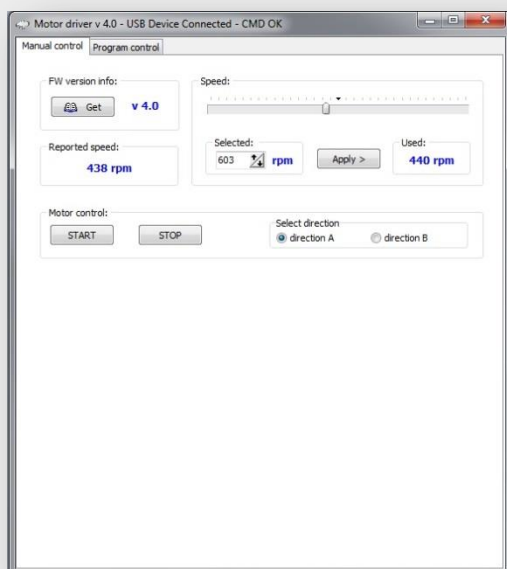 Motor driver v 4.0 - USB Device Connected - CMD OK
Manual control Program control
FW version info:
Get v 4.0
Speed:
Reported speed:
438 rpm
Selected:
603 rpm
Apply >
Used:
440 rpm
Motor control:
START STOP
Select direction
direction A direction B